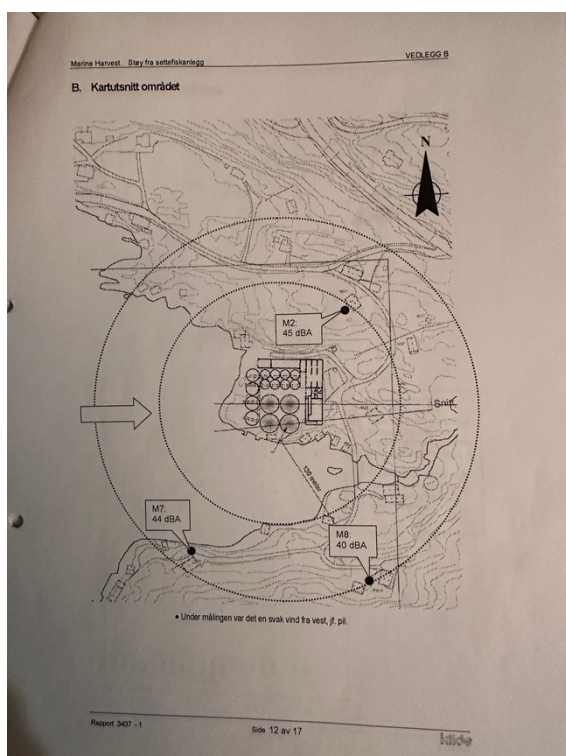 Marine Harvest. Støy fra settefiskanlegg
VEDLEGG B
B. Kartutsnitt området
N
M2:
45 dBA
Snitt
120 meter
M7:
44 dBA
M8:
40 dBA
• Under målingen var det en svak vind fra vest, jf. pil.
Rapport 3437 - 1
Side 12 av 17
kilde